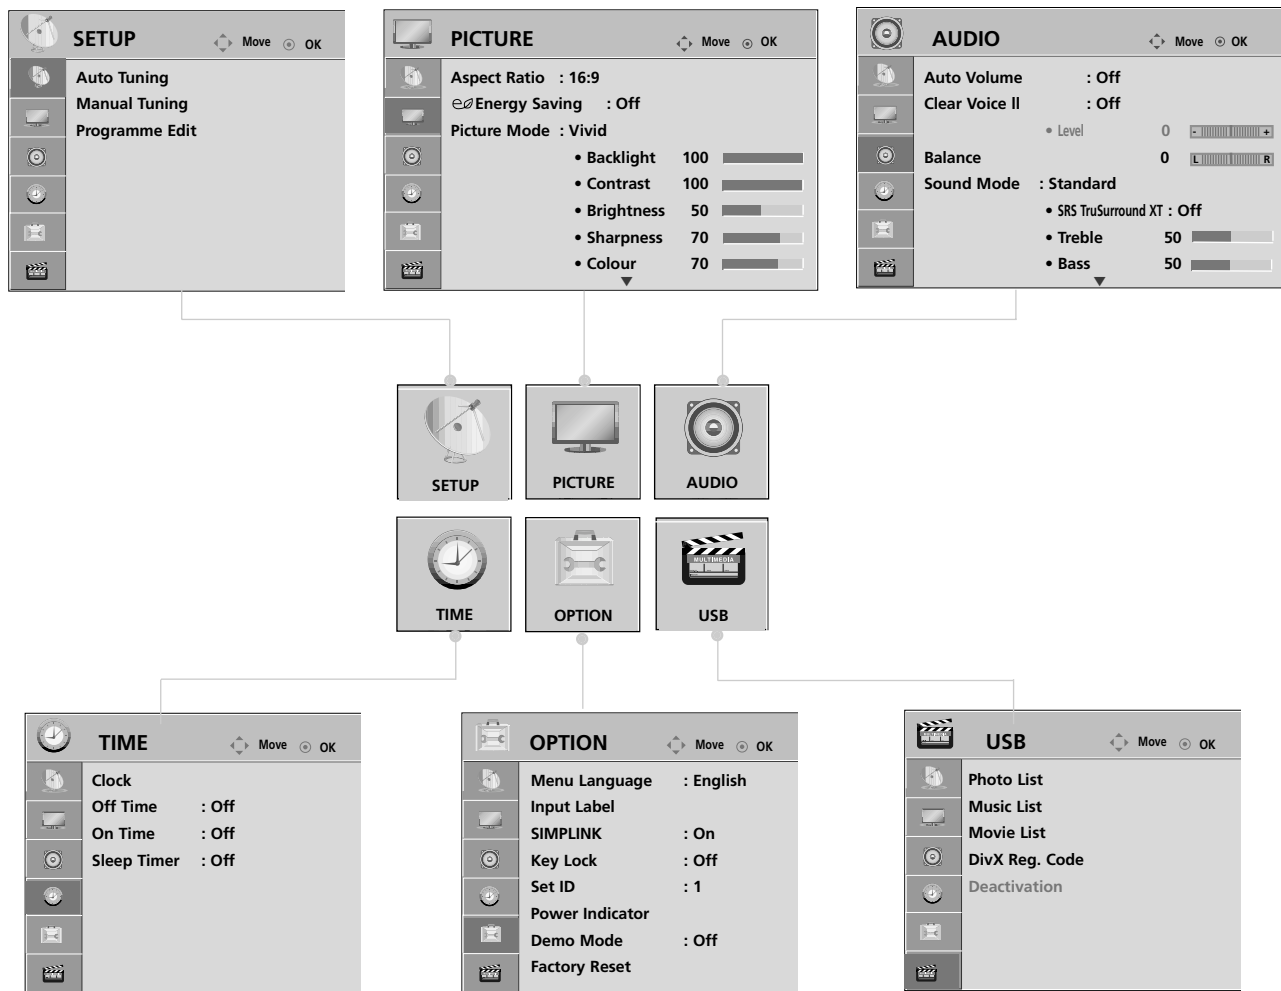 SETUP Move OK
Auto Tuning
Manual Tuning
Programme Edit
PICTURE Move OK
Aspect Ratio : 16:9
Energy Saving : Off
Picture Mode : Vivid
• Backlight 100
• Contrast 100
• Brightness 50
• Sharpness 70
• Colour 70
AUDIO Move OK
Auto Volume : Off
Clear Voice ll : Off
• Level 0 - +
Balance 0 L R
Sound Mode : Standard
• SRS TruSurround XT : Off
• Treble 50
• Bass 50
SETUP
PICTURE
AUDIO
TIME
OPTION
MULTIMEDIA
USB
TIME Move OK
Clock
Off Time : Off
On Time : Off
Sleep Timer : Off
OPTION Move OK
Menu Language : English
Input Label
SIMPLINK : On
Key Lock : Off
Set ID : 1
Power Indicator
Demo Mode : Off
Factory Reset
USB Move OK
Photo List
Music List
Movie List
DivX Reg. Code
Deactivation